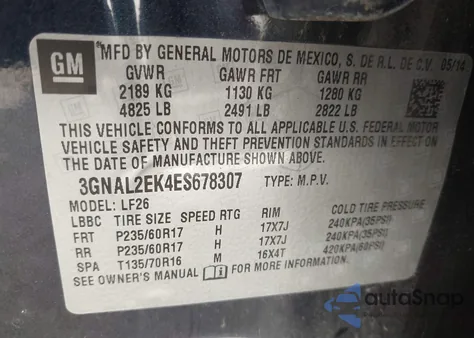 GM
MFD BY GENERAL MOTORS DE MEXICO, S. DE R.L. DE C.V. 05/14
GVWR GAWR FRT GAWR RR
2189 KG 1130 KG 1280 KG
4825 LB 2491 LB 2822 LB
THIS VEHICLE CONFORMS TO ALL APPLICABLE U.S. FEDERAL MOTOR
VEHICLE SAFETY AND THEFT PREVENTION STANDARDS IN EFFECT ON
THE DATE OF MANUFACTURE SHOWN ABOVE.
3GNAL2EK4ES678307 TYPE: M.P.V.
MODEL: LF26
LBBC TIRE SIZE SPEED RTG RIM COLD TIRE PRESSURE
FRT P235/60R17 H 17X7J 240KPA(35PSI)
RR P235/60R17 H 17X7J 240KPA(35PSI)
SPA T135/70R16 M 16X4T 420KPA(60PSI)
SEE OWNER'S MANUAL FOR MORE INFORMATION
autoSnap